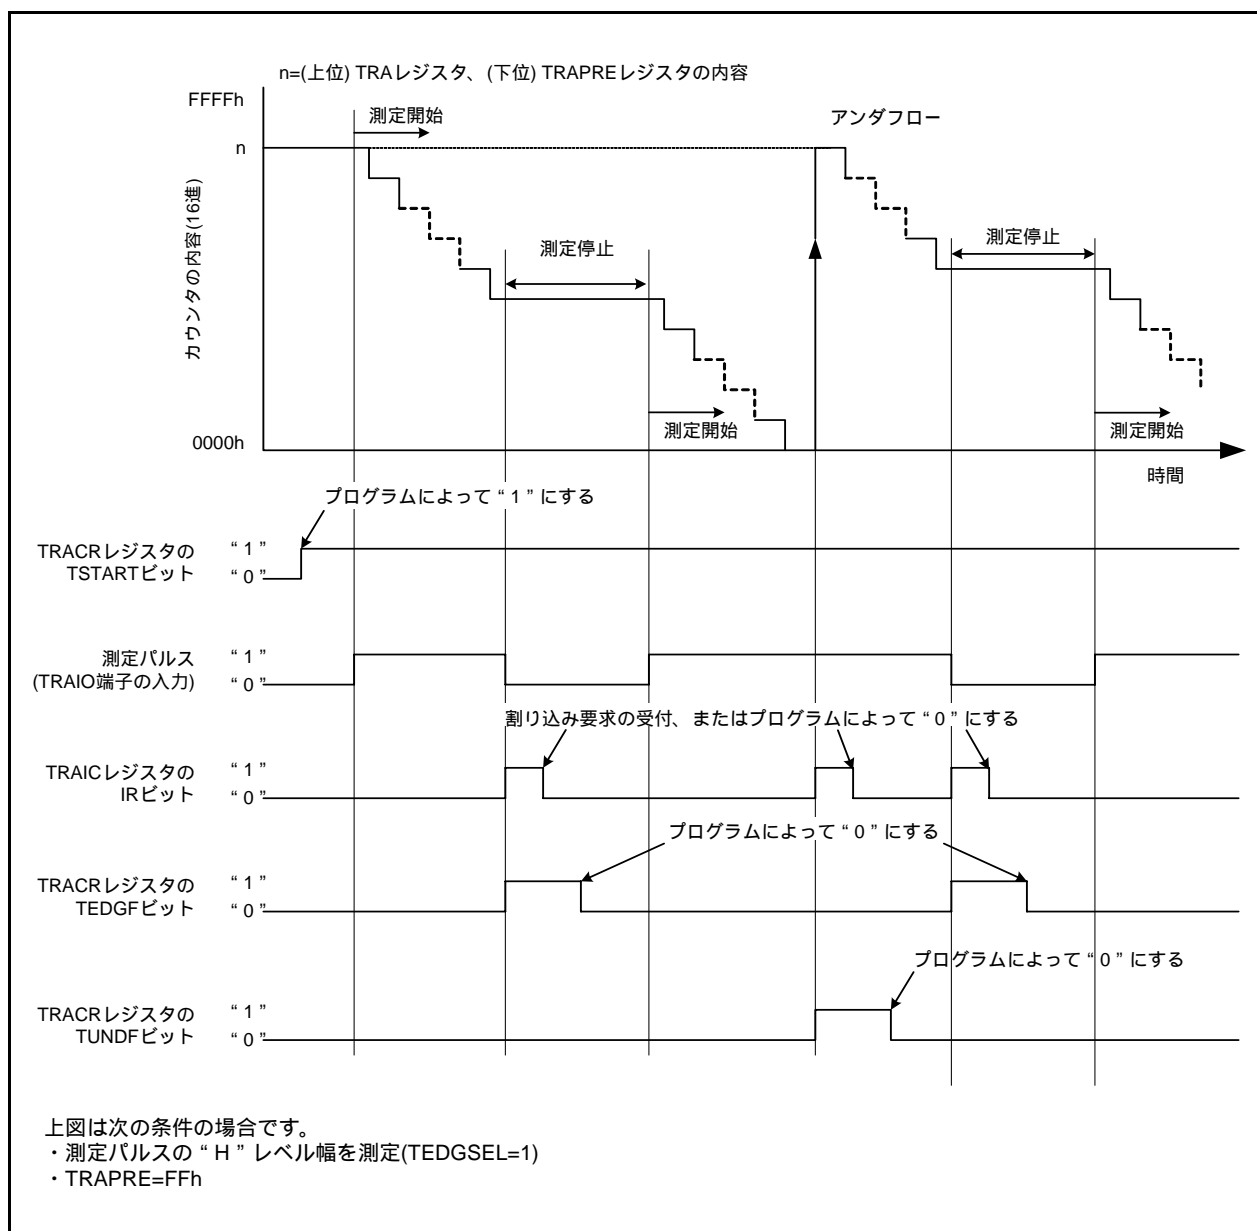 n=(上位) TRAレジスタ、(下位) TRAPREレジスタの内容
FFFFh
測定開始
アンダフロー
n
カウンタの内容(16進)
測定停止
測定停止
測定開始
測定開始
0000h
時間
プログラムによって“1”にする
TRACRレジスタの
TSTARTビット
“1”
“0”
測定パルス
(TRAIO端子の入力)
“1”
“0”
割り込み要求の受付、またはプログラムによって“0”にする
TRAICレジスタの
IRビット
“1”
“0”
プログラムによって“0”にする
TRACRレジスタの
TEDGFビット
“1”
“0”
プログラムによって“0”にする
TRACRレジスタの
TUNDFビット
“1”
“0”
上図は次の条件の場合です。
・測定パルスの“H”レベル幅を測定(TEDGSEL=1)
・TRAPRE=FFh